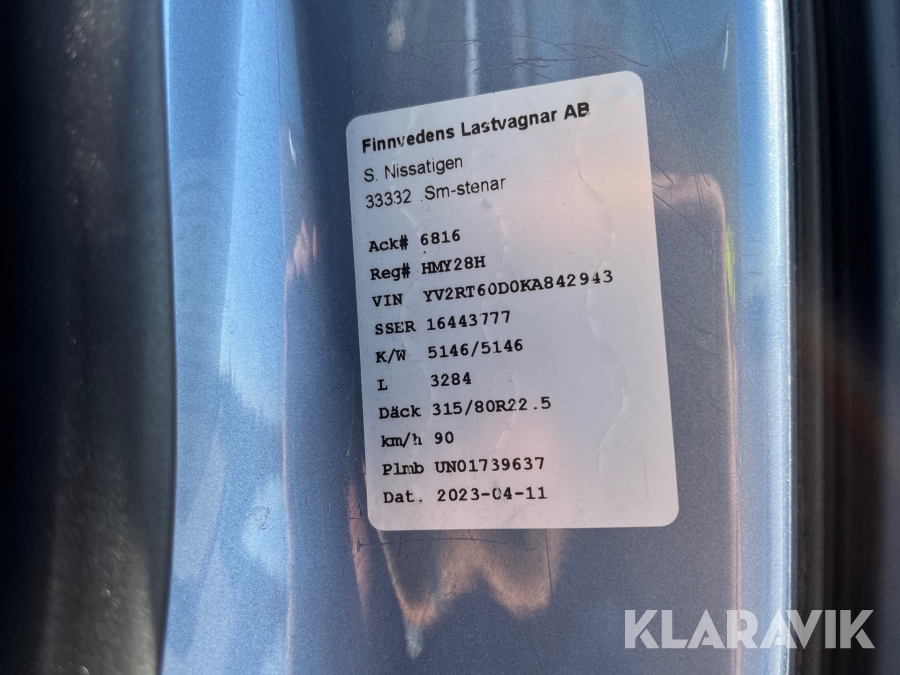 Finnvedens Lastvagnar AB
S. Nissatigen
33332 Sm-stenar
Ack# 6816
Reg# HMY28H
VIN YV2RT60D0KA842943
SSER 16443777
K/W 5146/5146
L 3284
Däck 315/80R22.5
km/h 90
Plmb UN01739637
Dat. 2023-04-11
KLARAVIK